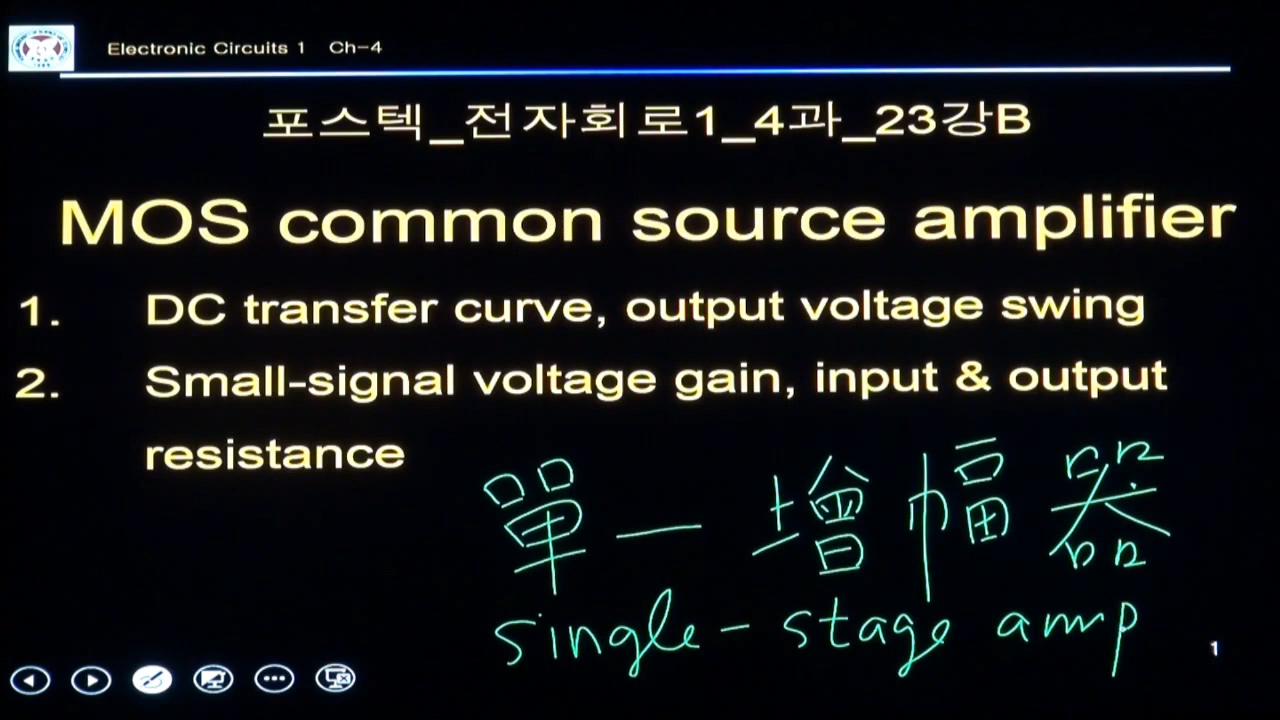 Electronic Circuits 1 Ch-4
포스텍_전자회로1_4과_23강B
MOS common source amplifier
1. DC transfer curve, output voltage swing
2. Small-signal voltage gain, input & output
resistance
單一增幅器
single-stage amp
1